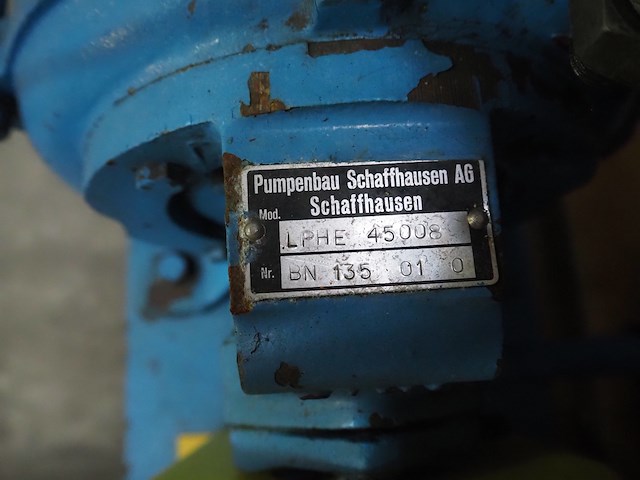 Pumpenbau Schaffhausen AG
Schaffhausen
Mod. LPHE 45008
Nr. BN 135 01 0